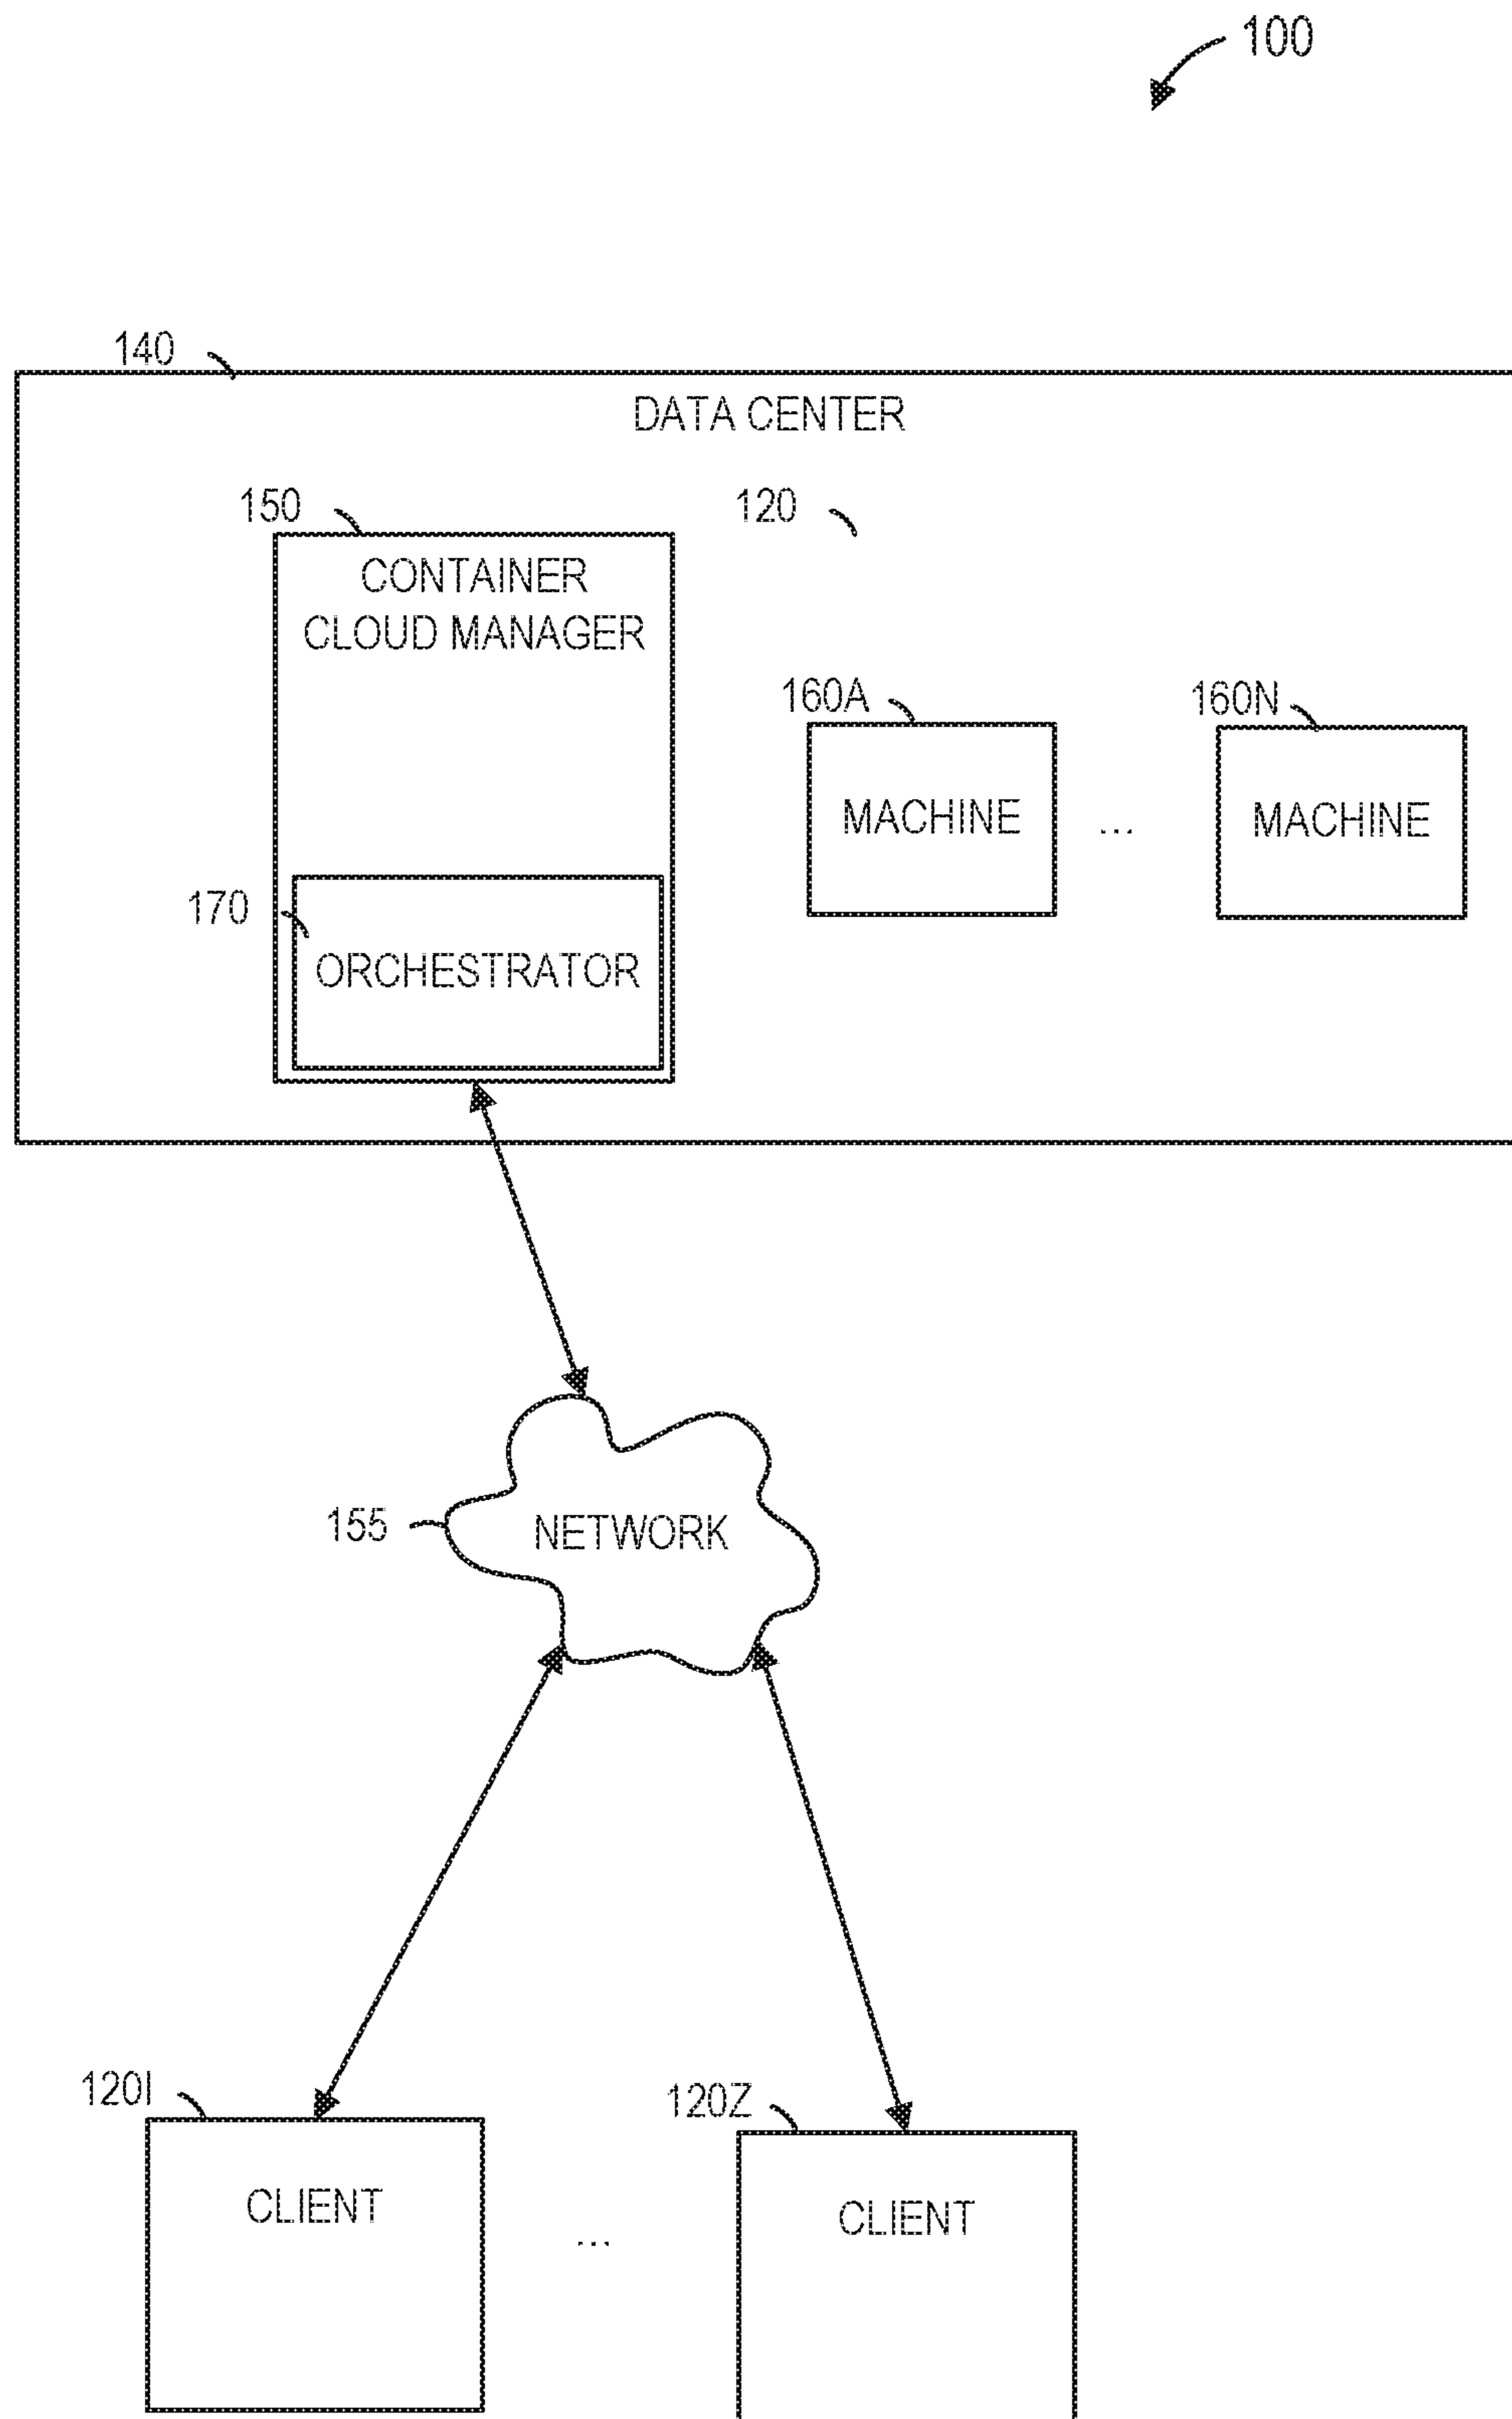 100
140
DATA CENTER
150
120
CONTAINER
CLOUD MANAGER
160A
160N
MACHINE
...
MACHINE
170
ORCHESTRATOR
155
NETWORK
120I
120Z
CLIENT
...
CLIENT